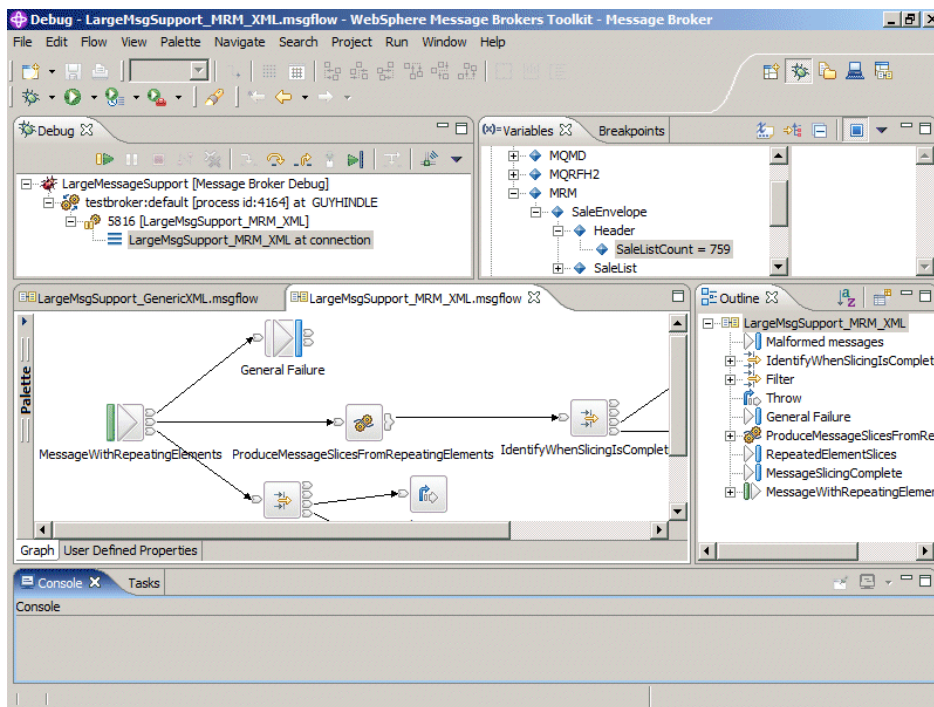 Debug - LargeMsgSupport_MRM_XML.msgflow - WebSphere Message Brokers Toolkit - Message Broker
File Edit Flow View Palette Navigate Search Project Run Window Help
Debug
LargeMessageSupport [Message Broker Debug]
testbroker:default [process id:4164] at GUYHINDLE
5816 [LargeMsgSupport_MRM_XML]
LargeMsgSupport_MRM_XML at connection
(x)= Variables Breakpoints
MQMD
MQRFH2
MRM
SaleEnvelope
Header
SaleListCount = 759
SaleList
LargeMsgSupport_GenericXML.msgflow LargeMsgSupport_MRM_XML.msgflow
Palette
General Failure
MessageWithRepeatingElements ProduceMessageSlicesFromRepeatingElements IdentifyWhenSlicingIsComplet
Graph User Defined Properties
Outline
LargeMsgSupport_MRM_XML
Malformed messages
IdentifyWhenSlicingIsComplete
Filter
Throw
General Failure
ProduceMessageSlicesFromRe
RepeatedElementSlices
MessageSlicingComplete
MessageWithRepeatingElemen
Console Tasks
Console